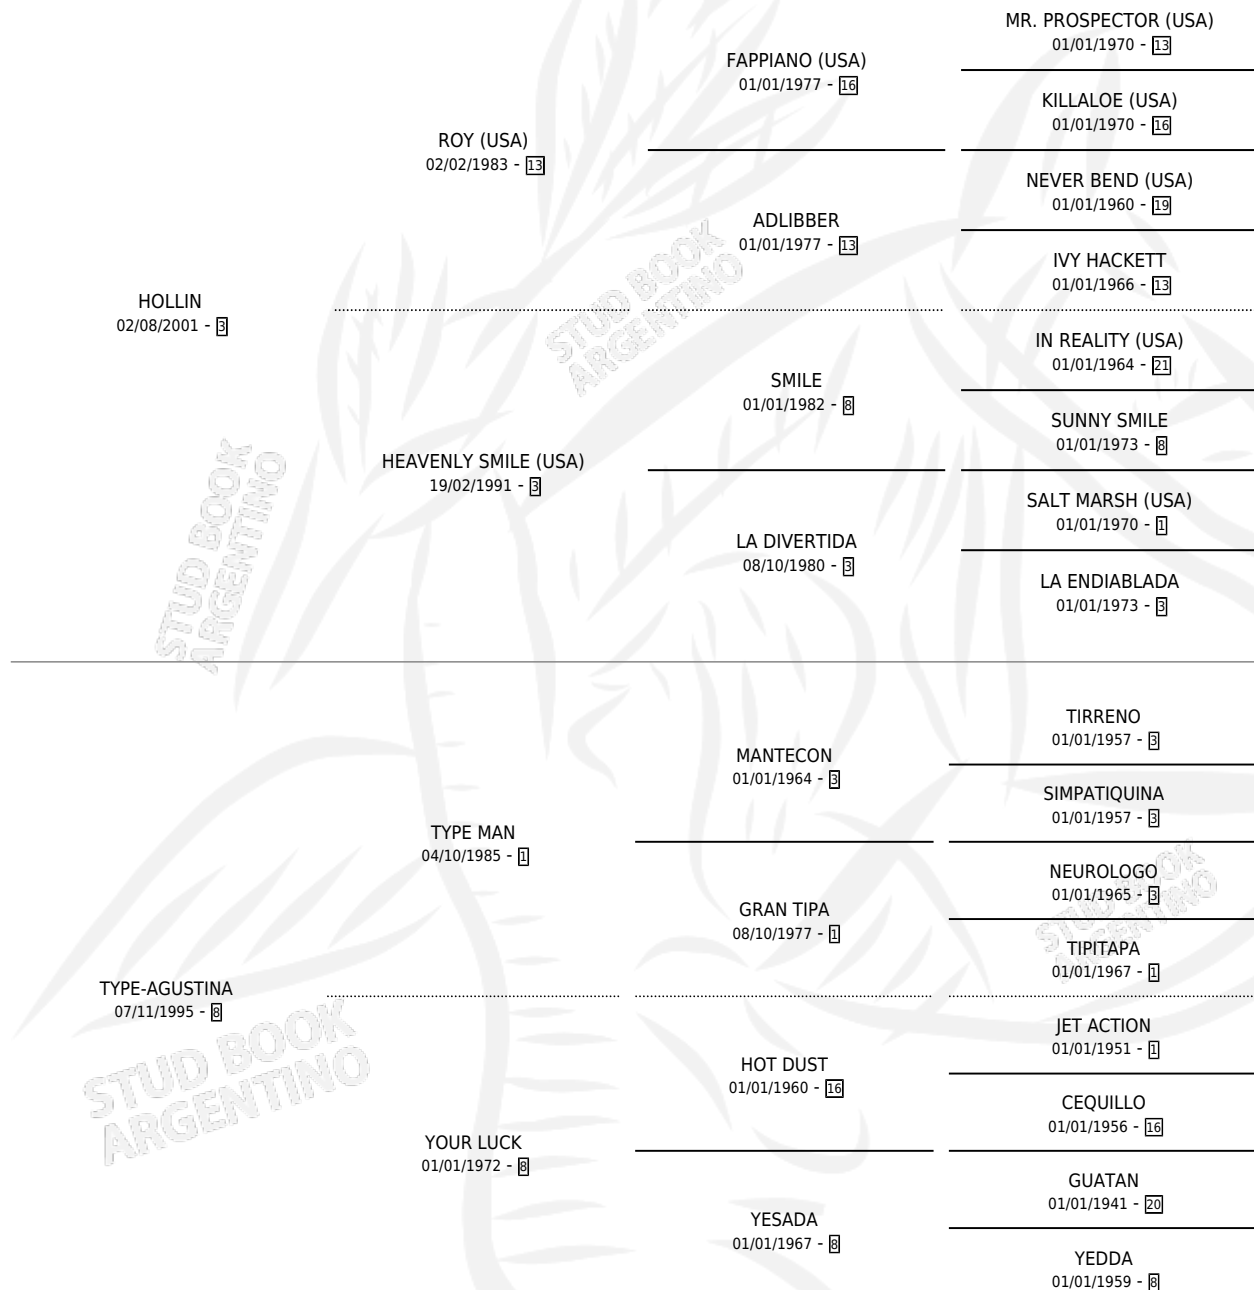 MR. PROSPECTOR (USA)
01/01/1970 - 13
FAPPIANO (USA)
01/01/1977 - 16
KILLALOE (USA)
01/01/1970 - 16
ROY (USA)
02/02/1983 - 13
NEVER BEND (USA)
01/01/1960 - 19
ADLIBBER
01/01/1977 - 13
IVY HACKETT
01/01/1966 - 13
HOLLIN
02/08/2001 - 3
IN REALITY (USA)
01/01/1964 - 21
SMILE
01/01/1982 - 8
SUNNY SMILE
01/01/1973 - 8
HEAVENLY SMILE (USA)
19/02/1991 - 3
SALT MARSH (USA)
01/01/1970 - 1
LA DIVERTIDA
08/10/1980 - 3
LA ENDIABLADA
01/01/1973 - 3
TIRRENO
01/01/1957 - 3
MANTECON
01/01/1964 - 3
SIMPATIQUINA
01/01/1957 - 3
TYPE MAN
04/10/1985 - 1
NEUROLOGO
01/01/1965 - 3
GRAN TIPA
08/10/1977 - 1
TIPITAPA
01/01/1967 - 1
TYPE-AGUSTINA
07/11/1995 - 8
JET ACTION
01/01/1951 - 1
HOT DUST
01/01/1960 - 16
CEQUILLO
01/01/1956 - 16
YOUR LUCK
01/01/1972 - 8
GUATAN
01/01/1941 - 20
YESADA
01/01/1967 - 8
YEDDA
01/01/1959 - 8
STUD BOOK
ARGENTINO
STUD BOOK
ARGENTINO
STUD BOOK
ARGENTINO
STUD BOOK
ARGENTINO